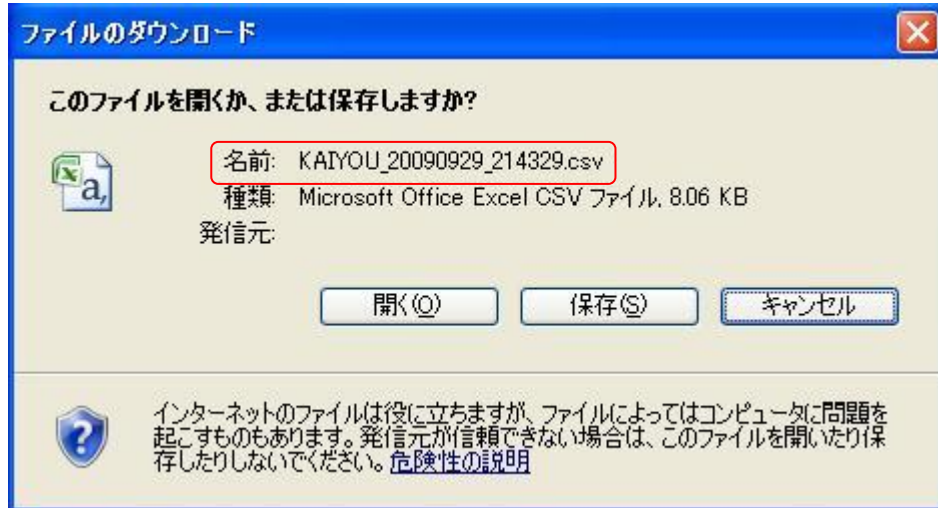 ファイルのダウンロード
このファイルを開くか、または保存しますか?
名前: KAIYOU_20090929_214329.csv
種類: Microsoft Office Excel CSV ファイル, 8.06 KB
発信元:
開く(O) 保存(S) キャンセル
インターネットのファイルは役に立ちますが、ファイルによってはコンピュータに問題を
起こすものもあります。発信元が信頼できない場合は、このファイルを開いたり保
存したりしないでください。危険性の説明